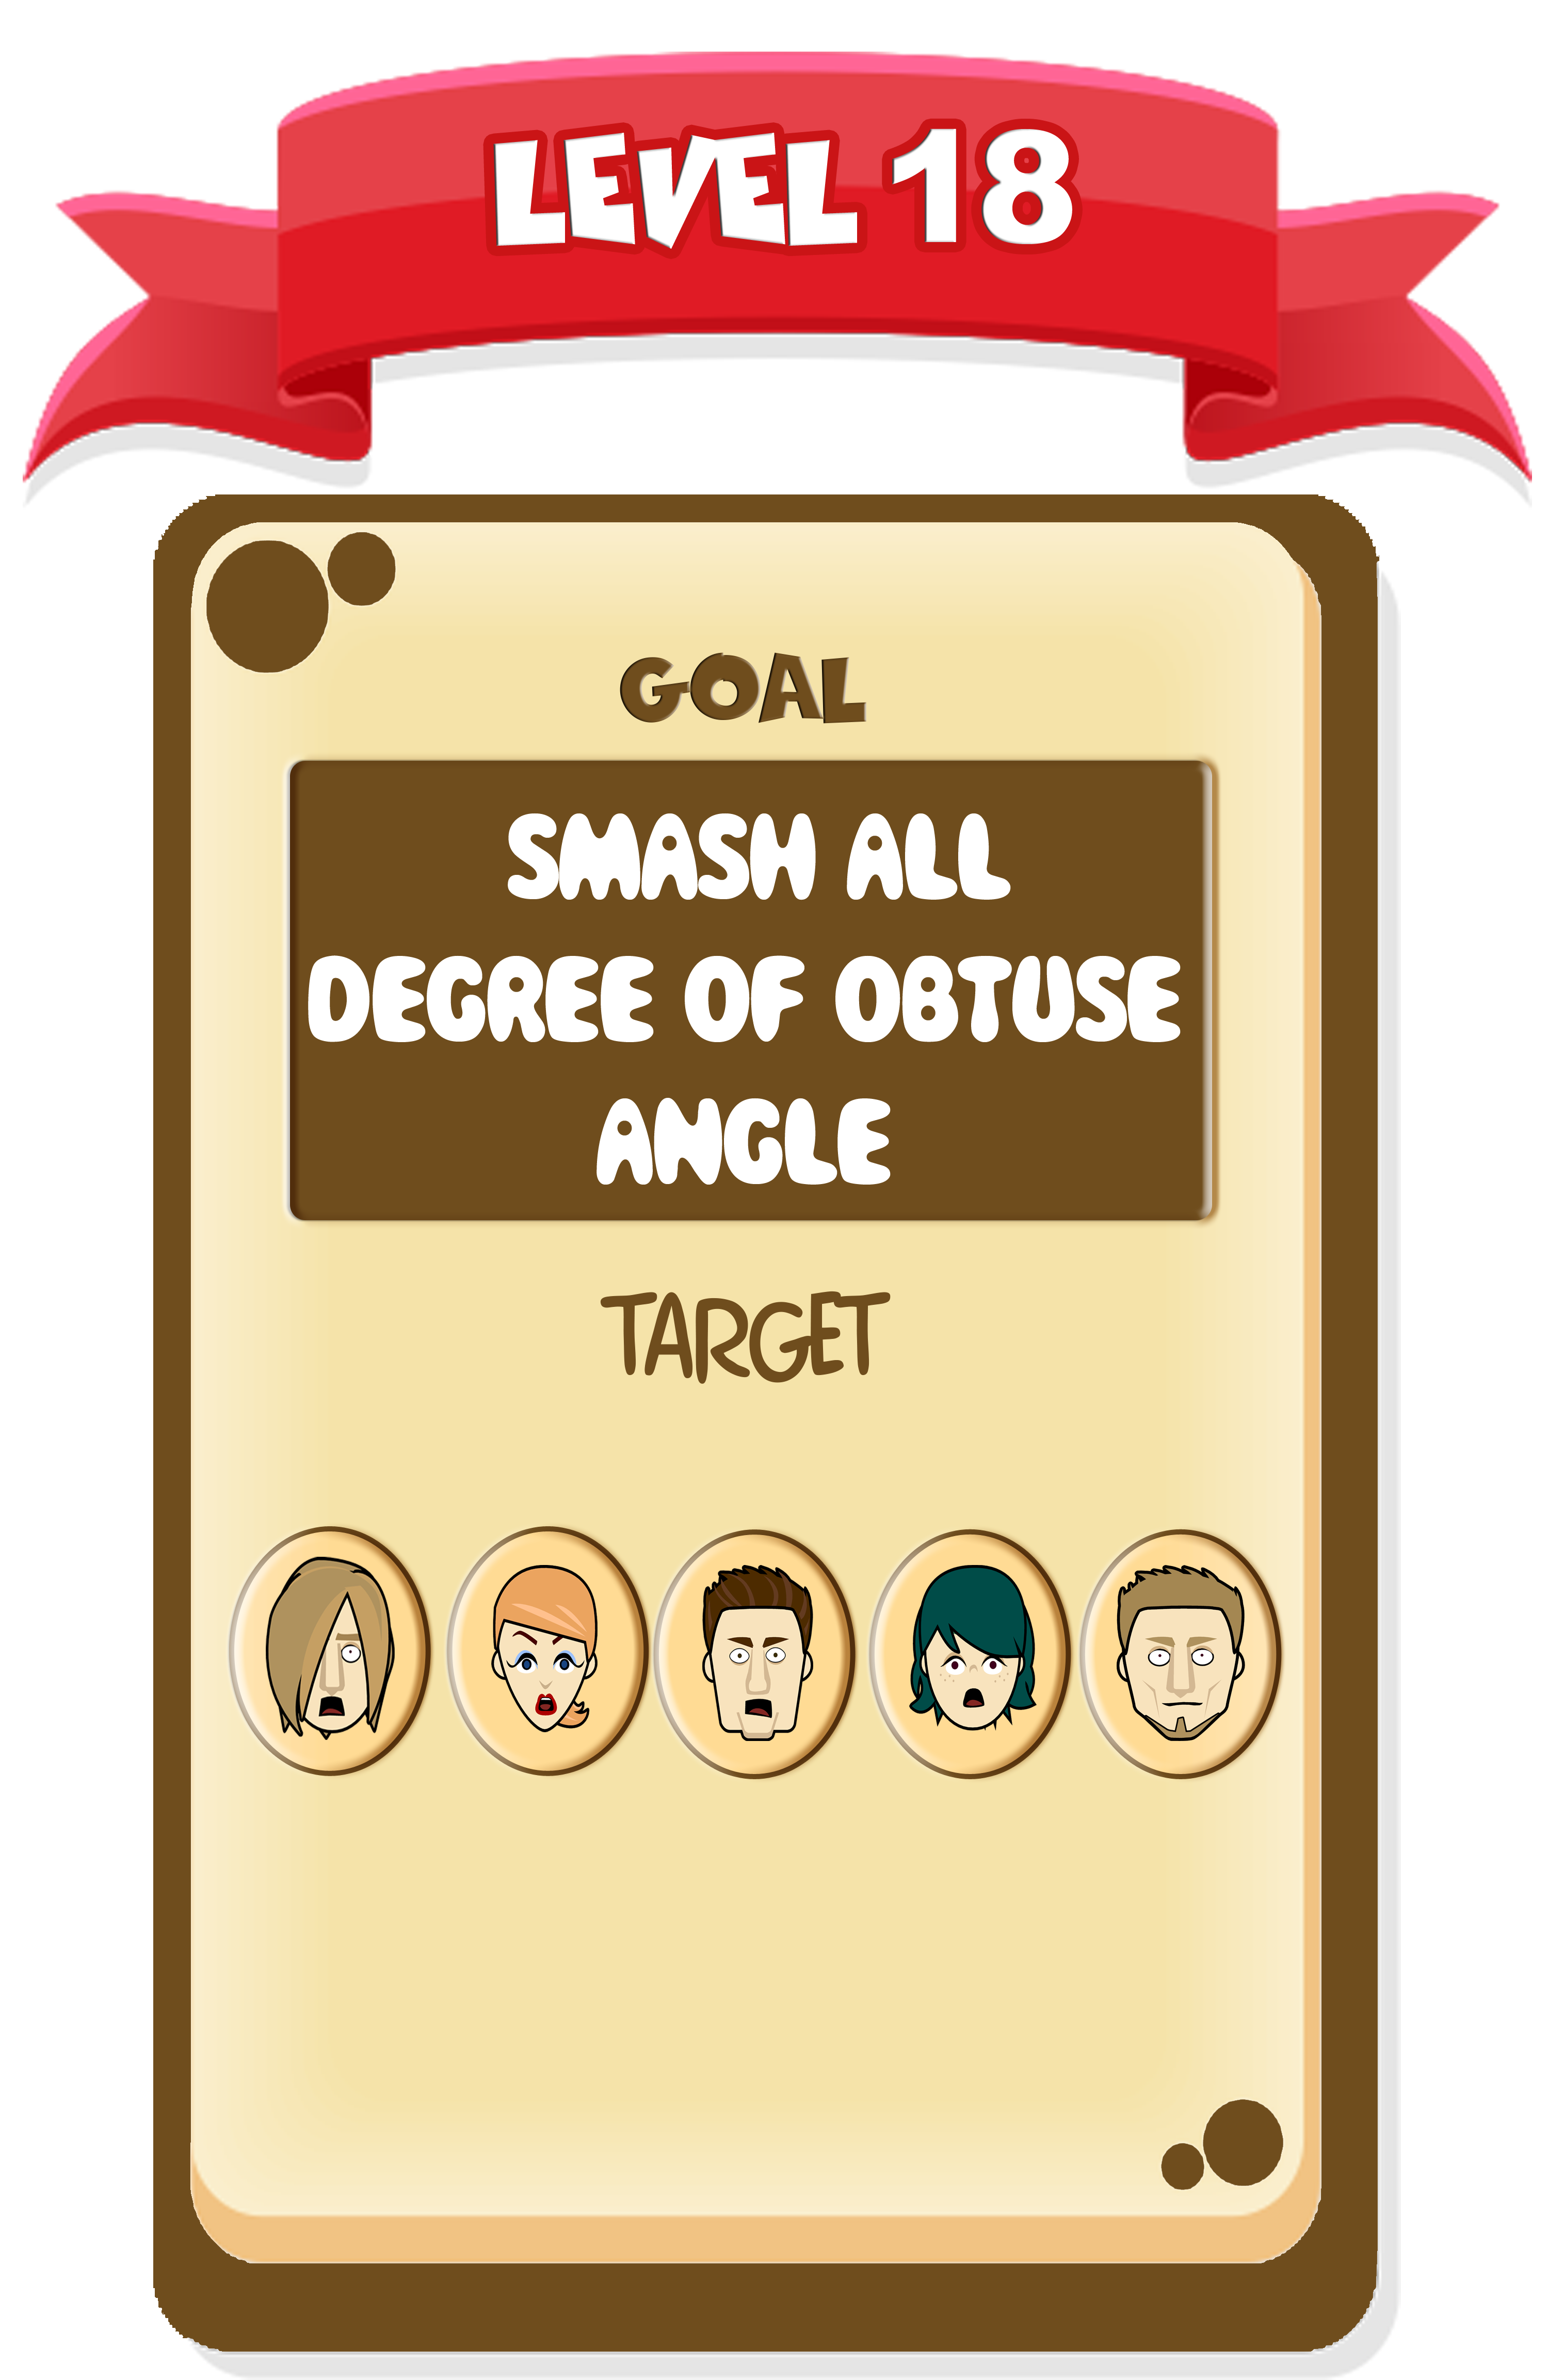 LEVEL 18
GOAL
SMASH ALL
DEGREE OF OBTUSE
ANGLE
TARGET